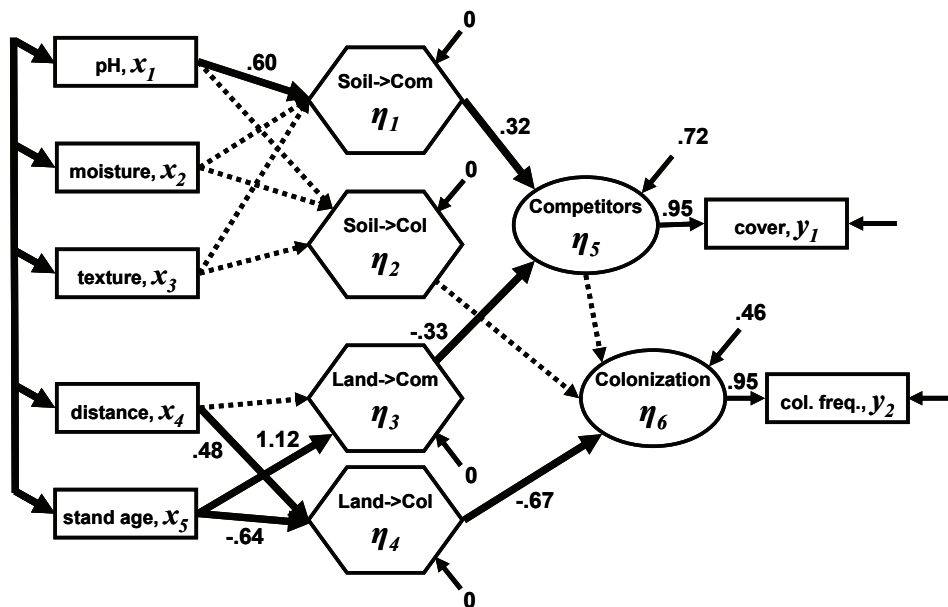 0
pH, x1
.60
Soil->Com
η1
.32
.72
moisture, x2
0
Competitors
.95
cover, y1
η5
Soil->Col
η2
texture, x3
-.33
.46
Land->Com
η3
Colonization
.95
col. freq., y2
η6
distance, x4
.48
1.12
0
Land->Col
η4
-.67
stand age, x5
-.64
0